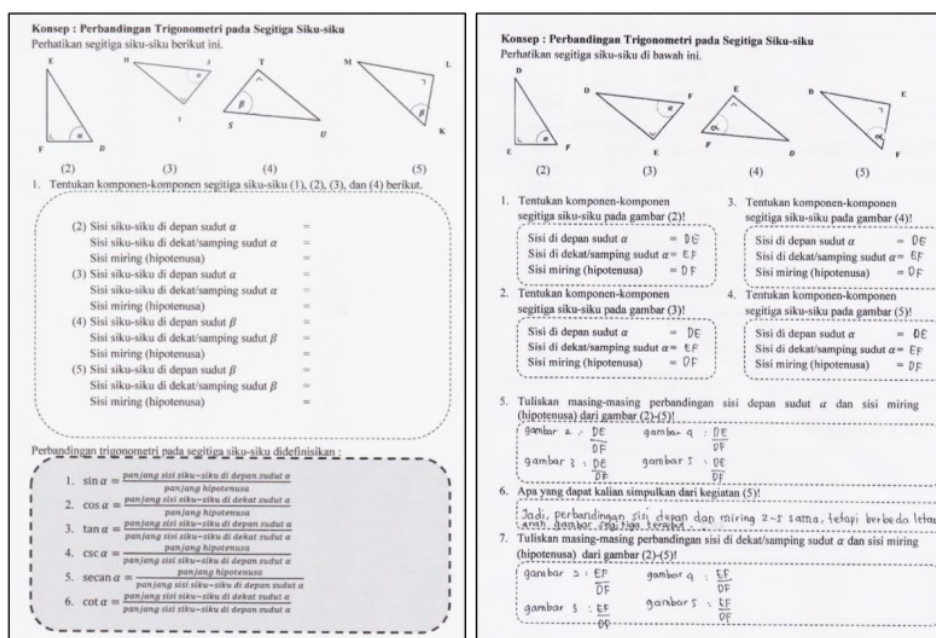 Konsep : Perbandingan Trigonometri pada Segitiga Siku-siku
Perhatikan segitiga siku-siku berikut ini.
E
F
D
α
H
J
I
α
T
S
U
β
M
L
K
β
(2)
(3)
(4)
(5)
1. Tentukan komponen-komponen segitiga siku-siku (1), (2), (3), dan (4) berikut.
(2) Sisi siku-siku di depan sudut α =
Sisi siku-siku di dekat/samping sudut α =
Sisi miring (hipotenusa) =
(3) Sisi siku-siku di depan sudut α =
Sisi siku-siku di dekat/samping sudut α =
Sisi miring (hipotenusa) =
(4) Sisi siku-siku di depan sudut β =
Sisi siku-siku di dekat/samping sudut β =
Sisi miring (hipotenusa) =
(5) Sisi siku-siku di depan sudut β =
Sisi siku-siku di dekat/samping sudut β =
Sisi miring (hipotenusa) =
Perbandingan trigonometri pada segitiga siku-siku didefinisikan :
1. sin α = panjang sisi siku-siku di depan sudut α
panjang hipotenusa
2. cos α = panjang sisi siku-siku di dekat sudut α
panjang hipotenusa
3. tan α = panjang sisi siku-siku di depan sudut α
panjang sisi siku-siku di dekat sudut α
4. csc α = panjang hipotenusa
panjang sisi siku-siku di depan sudut α
5. secan α = panjang hipotenusa
panjang sisi siku-siku di depan sudut α
6. cot α = panjang sisi siku-siku di dekat sudut α
panjang sisi siku-siku di depan sudut α
Konsep : Perbandingan Trigonometri pada Segitiga Siku-siku
Perhatikan segitiga siku-siku di bawah ini.
D
E
F
α
D
F
E
α
E
F
D
α
D
E
F
α
(2)
(3)
(4)
(5)
1. Tentukan komponen-komponen
segitiga siku-siku pada gambar (2)!
Sisi di depan sudut α = DE
Sisi di dekat/samping sudut α = EF
Sisi miring (hipotenusa) = DF
2. Tentukan komponen-komponen
segitiga siku-siku pada gambar (3)!
Sisi di depan sudut α = DE
Sisi di dekat/samping sudut α = EF
Sisi miring (hipotenusa) = DF
3. Tentukan komponen-komponen
segitiga siku-siku pada gambar (4)!
Sisi di depan sudut α = DE
Sisi di dekat/samping sudut α = EF
Sisi miring (hipotenusa) = DF
4. Tentukan komponen-komponen
segitiga siku-siku pada gambar (5)!
Sisi di depan sudut α = DE
Sisi di dekat/samping sudut α = EF
Sisi miring (hipotenusa) = DF
5. Tuliskan masing-masing perbandingan sisi depan sudut α dan sisi miring
(hipotenusa) dari gambar (2)-(5)!
gambar 2 : DE
DF
gambar 4 : DE
DF
gambar 3 : DE
DF
gambar 5 : DE
DF
6. Apa yang dapat kalian simpulkan dari kegiatan (5)!
Jadi, perbandingan sisi depan dan miring 2-5 sama, tetapi berbeda letak
arah gambar segitiga tersebut.
7. Tuliskan masing-masing perbandingan sisi di dekat/samping sudut α dan sisi miring
(hipotenusa) dari gambar (2)-(5)!
gambar 2 : EF
DF
gambar 4 : EF
DF
gambar 3 : EF
DF
gambar 5 : EF
DF